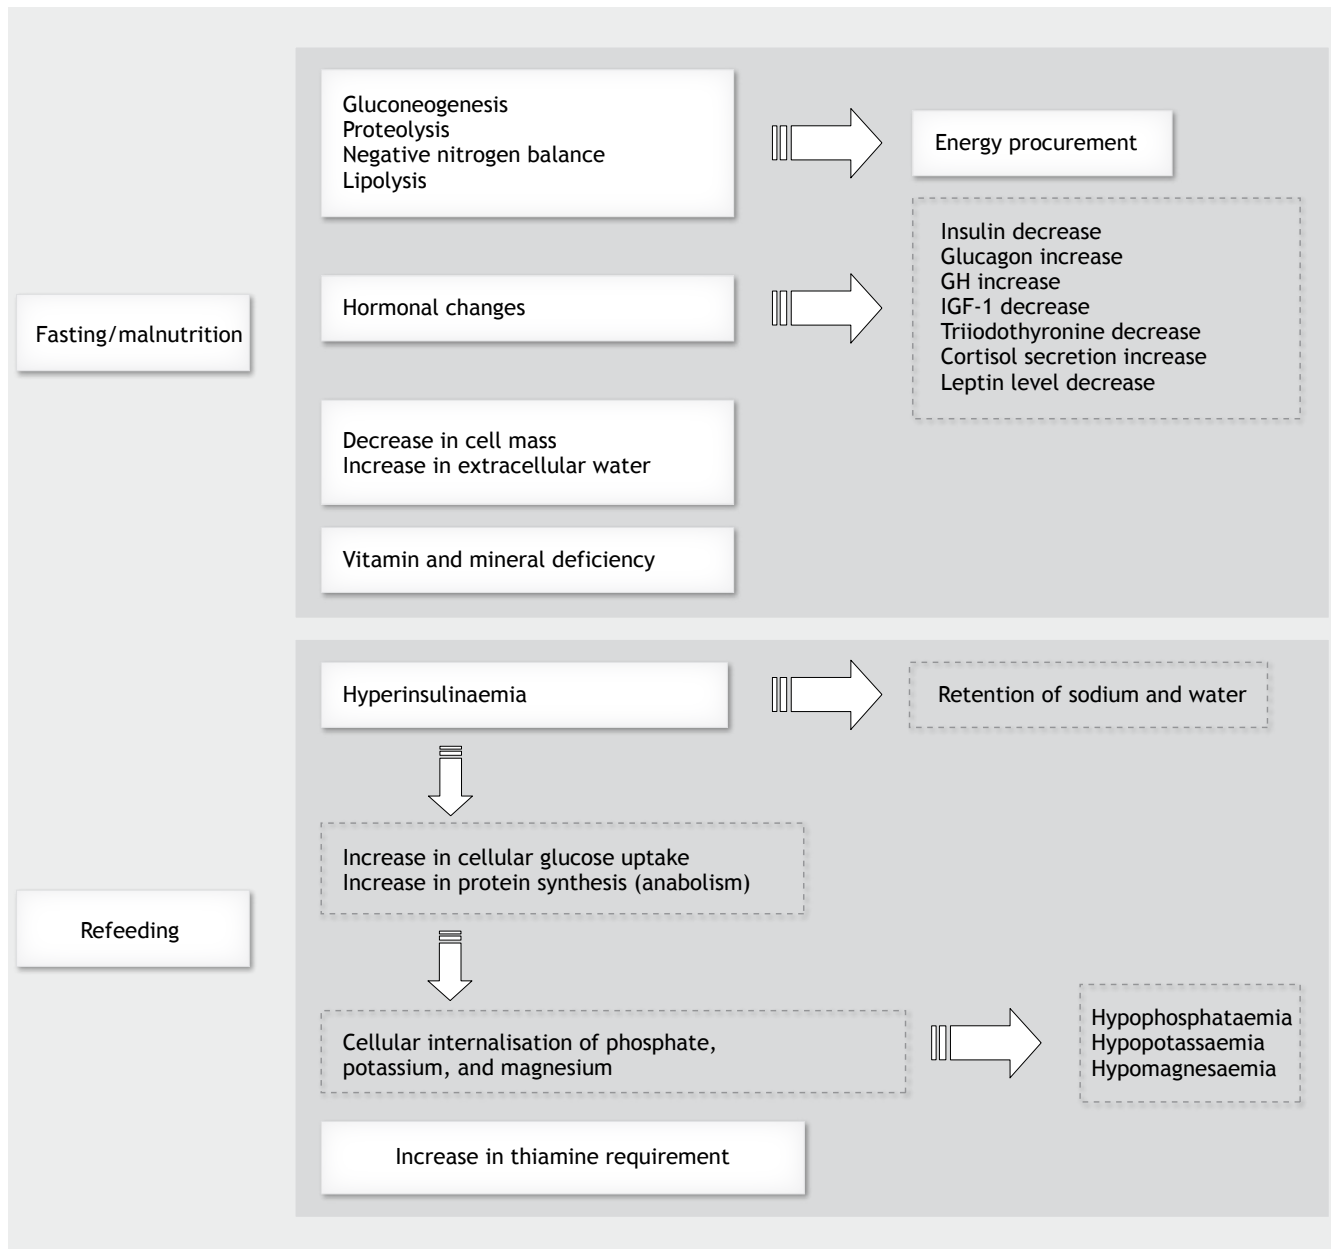 Fasting/malnutrition
Gluconeogenesis
Proteolysis
Negative nitrogen balance
Lipolysis
Energy procurement
Hormonal changes
Insulin decrease
Glucagon increase
GH increase
IGF-1 decrease
Triiodothyronine decrease
Cortisol secretion increase
Leptin level decrease
Decrease in cell mass
Increase in extracellular water
Vitamin and mineral deficiency
Refeeding
Hyperinsulinaemia
Retention of sodium and water
Increase in cellular glucose uptake
Increase in protein synthesis (anabolism)
Cellular internalisation of phosphate,
potassium, and magnesium
Hypophosphataemia
Hypopotassaemia
Hypomagnesaemia
Increase in thiamine requirement